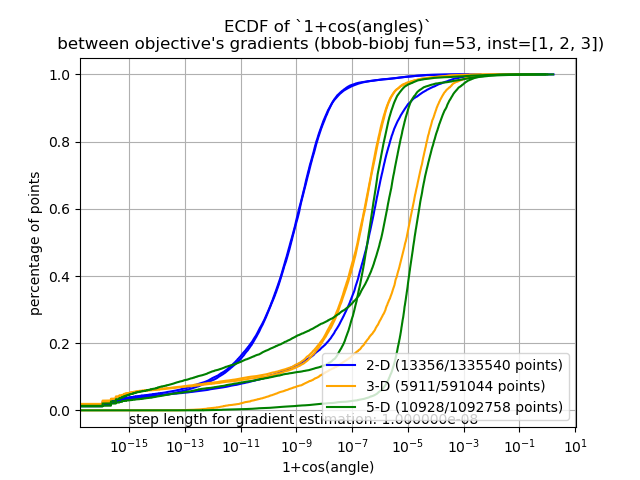 ECDF of `1+cos(angles)`
between objective's gradients (bbob-biobj fun=53, inst=[1, 2, 3])
percentage of points
1.0
0.8
0.6
0.4
0.2
0.0
2-D (13356/1335540 points)
3-D (5911/591044 points)
5-D (10928/1092758 points)
step length for gradient estimation: 1.000000e-08
10⁻¹⁵ 10⁻¹³ 10⁻¹¹ 10⁻⁹ 10⁻⁷ 10⁻⁵ 10⁻³ 10⁻¹ 10¹
1+cos(angle)